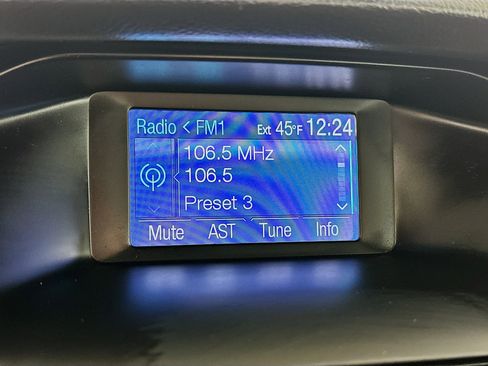 Radio < FM1 Ext 45°F 12:24
106.5 MHz
106.5
Preset 3
Mute AST Tune Info